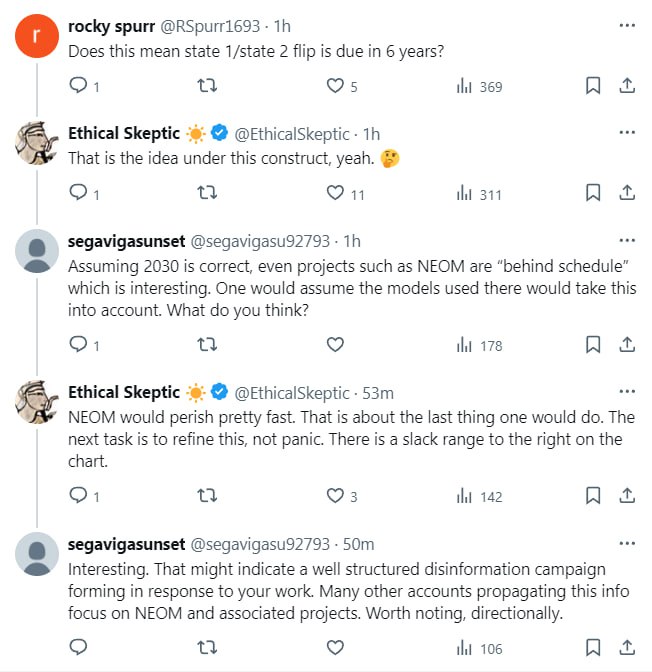 rocky spurr @RSpurr1693 · 1h
Does this mean state 1/state 2 flip is due in 6 years?
1 5 369
Ethical Skeptic @EthicalSkeptic · 1h
That is the idea under this construct, yeah. 🤔
1 11 311
segavigasunset @segavigasu92793 · 1h
Assuming 2030 is correct, even projects such as NEOM are “behind schedule”
which is interesting. One would assume the models used there would take this
into account. What do you think?
1 178
Ethical Skeptic @EthicalSkeptic · 53m
NEOM would perish pretty fast. That is about the last thing one would do. The
next task is to refine this, not panic. There is a slack range to the right on the
chart.
1 3 142
segavigasunset @segavigasu92793 · 50m
Interesting. That might indicate a well structured disinformation campaign
forming in response to your work. Many other accounts propagating this info
focus on NEOM and associated projects. Worth noting, directionally.
106